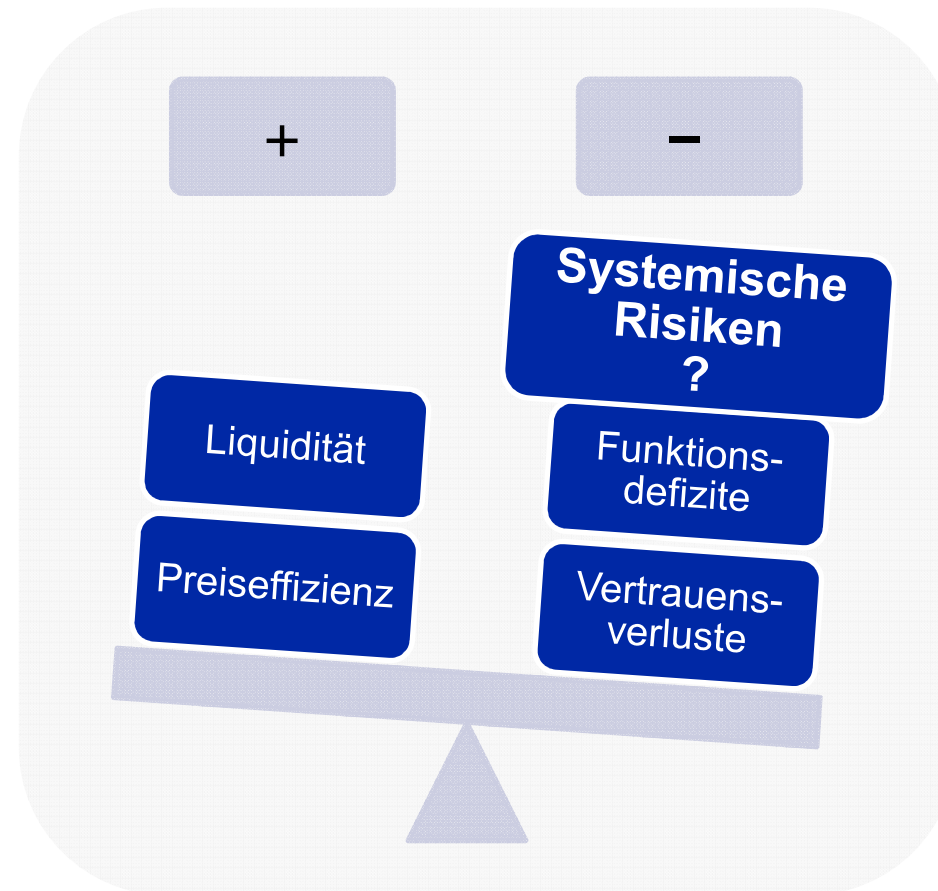 +
–
Systemische
Risiken
?
Liquidität
Funktions-
defizite
Preiseffizienz
Vertrauens-
verluste